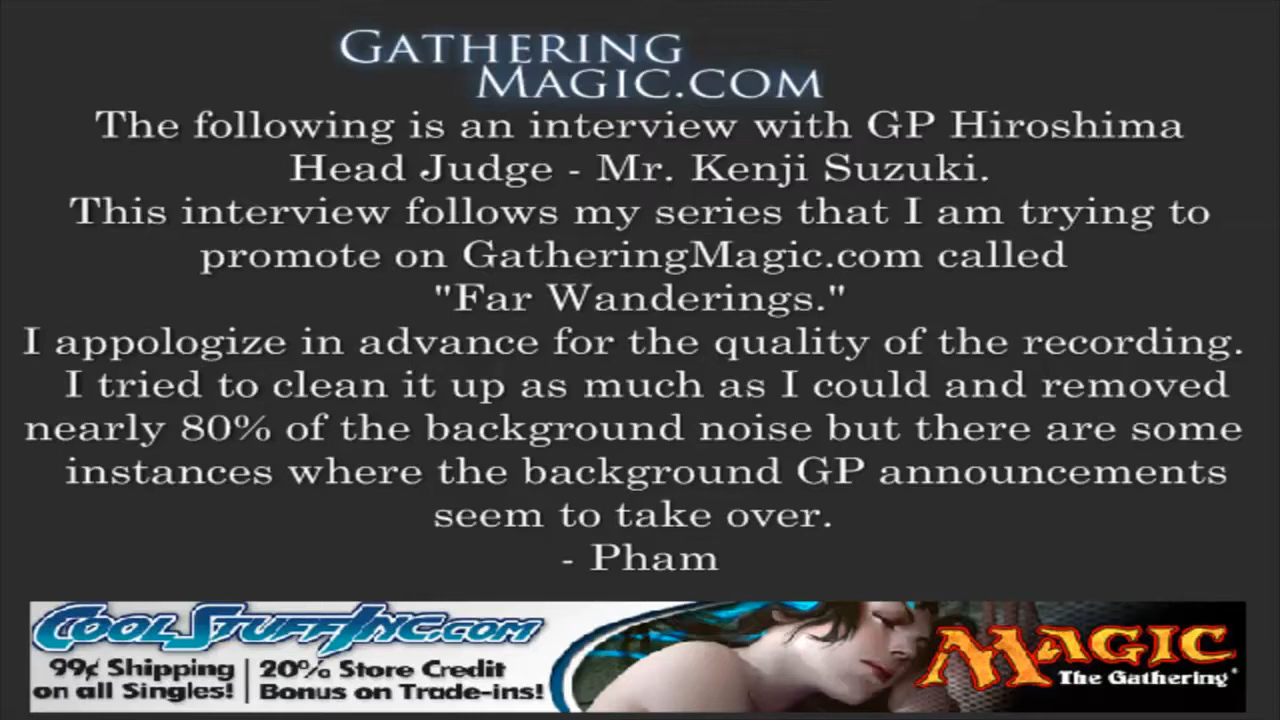 GATHERING
MAGIC.COM
The following is an interview with GP Hiroshima
Head Judge - Mr. Kenji Suzuki.
This interview follows my series that I am trying to
promote on GatheringMagic.com called
"Far Wanderings."
I appologize in advance for the quality of the recording.
I tried to clean it up as much as I could and removed
nearly 80% of the background noise but there are some
instances where the background GP announcements
seem to take over.
- Pham
COOLSTUFFINC.COM
99¢ Shipping
on all Singles!
20% Store Credit
Bonus on Trade-ins!
MAGIC
The Gathering®